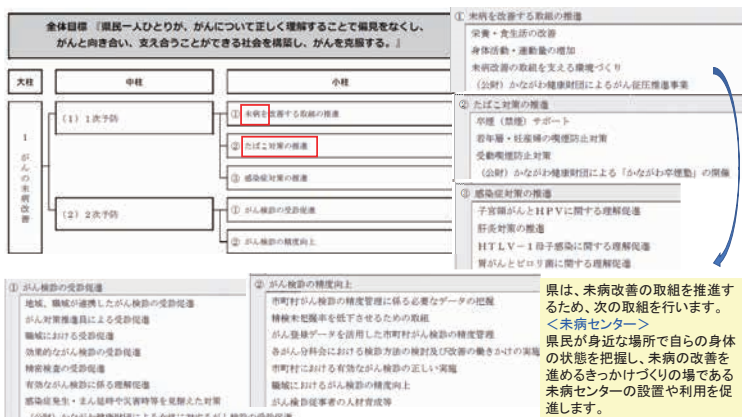 全体目標 『県民一人ひとりが、がんについて正しく理解することで偏見をなくし、
がんと向き合い、支え合うことができる社会を構築し、がんを克服する。』
大柱
中柱
小柱
1 がんの未病改善
(1) 1次予防
① 未病を改善する取組の推進
② たばこ対策の推進
③ 感染症対策の推進
(2) 2次予防
① がん検診の受診促進
② がん検診の精度向上
① 未病を改善する取組の推進
栄養・食生活の改善
身体活動・運動量の増加
未病改善の取組を支える環境づくり
(公財) かながわ健康財団によるがん征圧推進事業
② たばこ対策の推進
卒煙（禁煙）サポート
若年層・妊産婦の喫煙防止対策
受動喫煙防止対策
(公財) かながわ健康財団による「かながわ卒煙塾」の開催
③ 感染症対策の推進
子宮頸がんとHPVに関する理解促進
肝炎対策の推進
HTLV－1母子感染に関する理解促進
胃がんとピロリ菌に関する理解促進
① がん検診の受診促進
地域、職域が連携したがん検診の受診促進
がん対策推進員による受診促進
職域における受診促進
効果的ながん検診の受診促進
精密検査の受診促進
有効ながん検診に係る理解促進
感染症発生・まん延時や災害時等を見据えた対策
(公財) かながわ健康財団による女性に対するがん検診の受診促進
② がん検診の精度向上
市町村がん検診の精度管理に係る必要なデータの把握
精検未把握率を低下させるための取組
がん登録データを活用した市町村がん検診の精度管理
各がん分科会における検診方法の検討及び改善の働きかけの実施
市町村における有効ながん検診の正しい実施
職域におけるがん検診の精度向上
がん検診従事者の人材育成等
県は、未病改善の取組を推進す
るため、次の取組を行います。
＜未病センター＞
県民が身近な場所で自らの身体
の状態を把握し、未病の改善を
進めるきっかけづくりの場である
未病センターの設置や利用を促
進します。